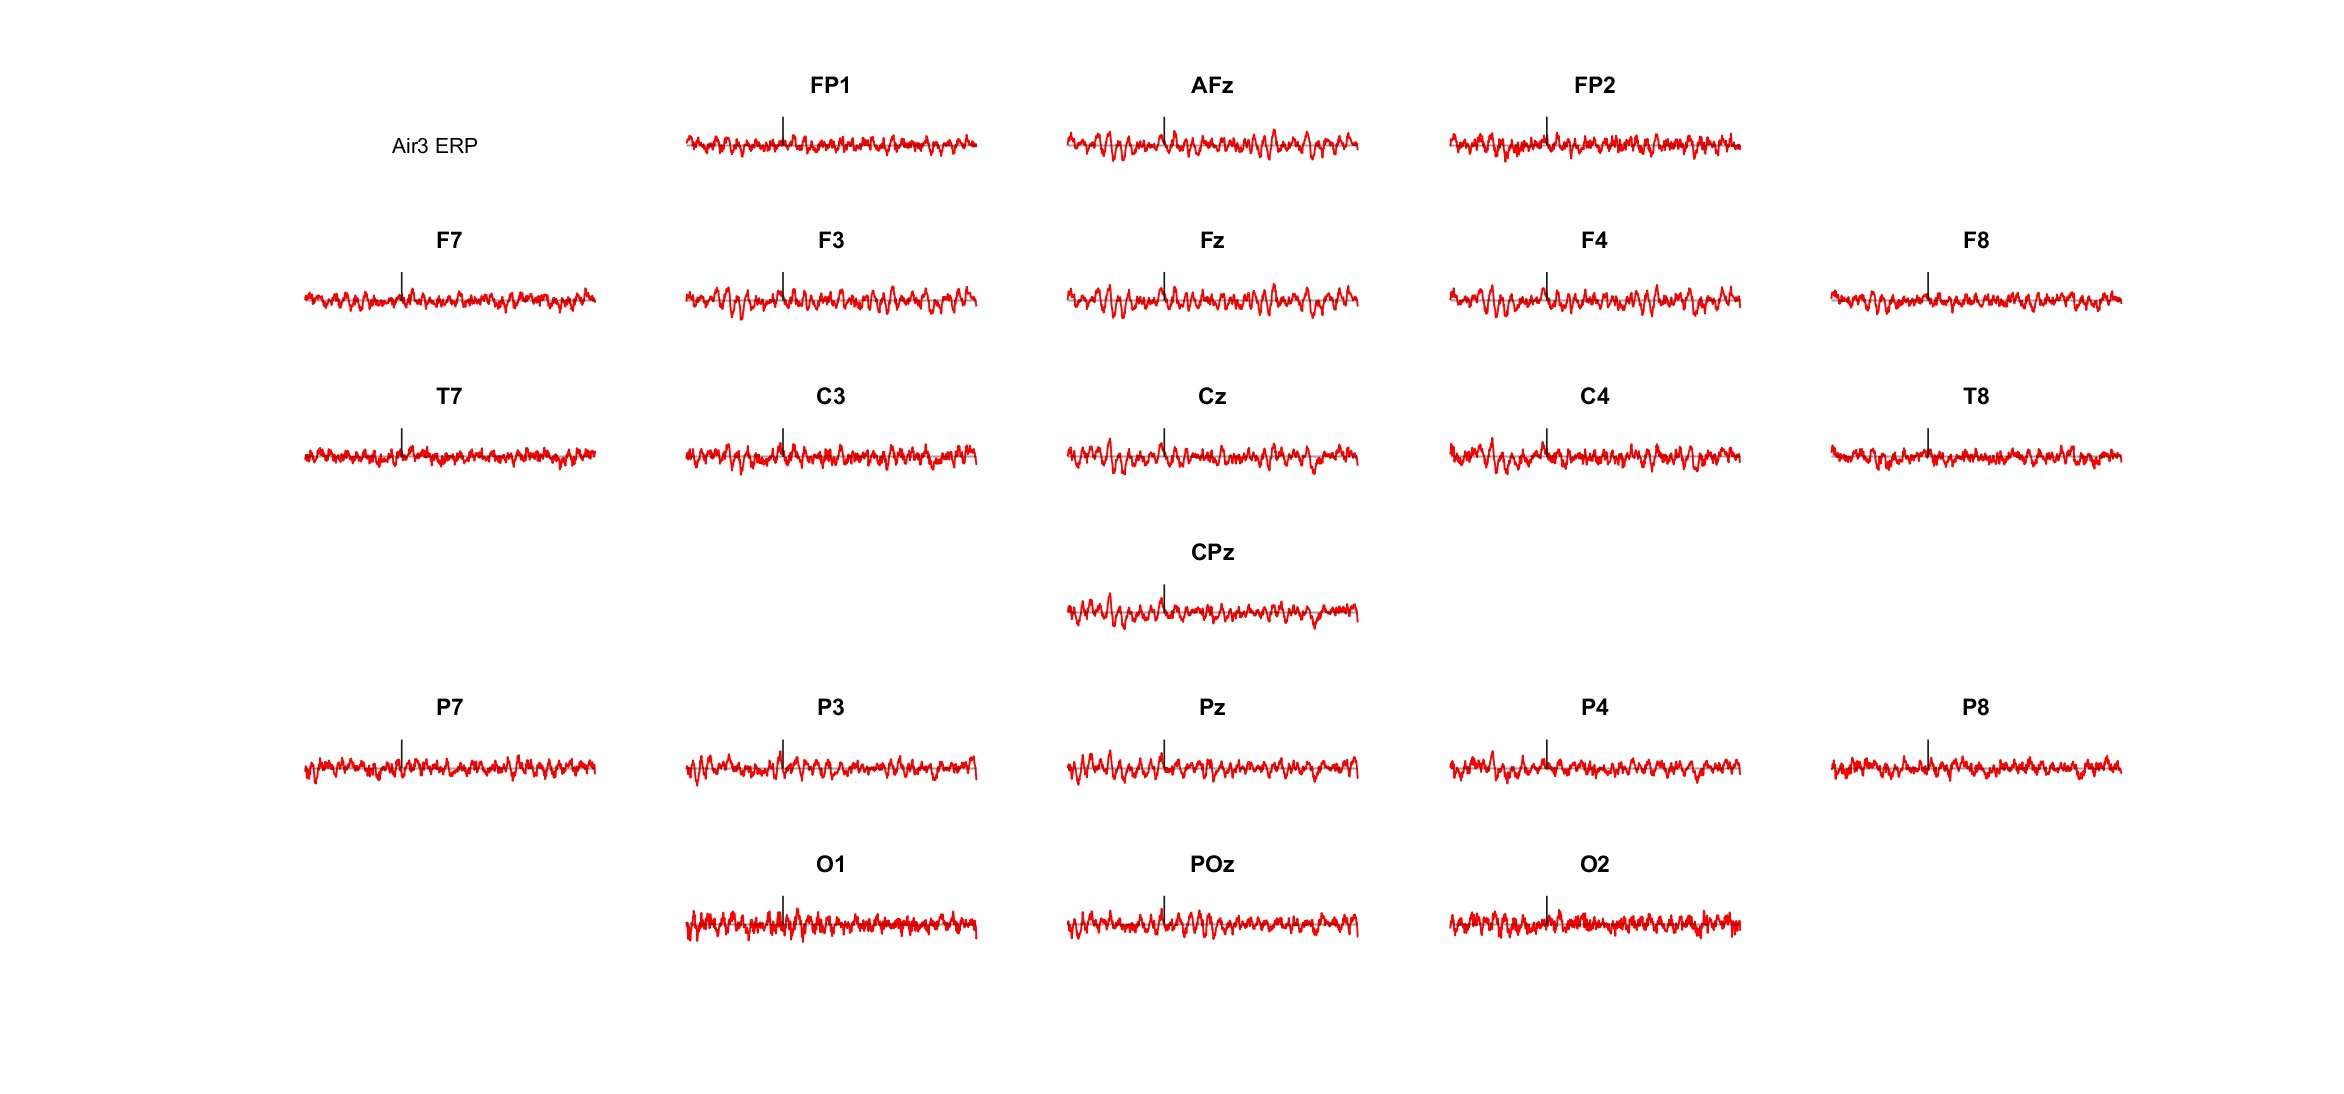 FP1 AFz FP2
Air3 ERP
F7 F3 Fz F4 F8
T7 C3 Cz C4 T8
CPz
P7 P3 Pz P4 P8
O1 POz O2